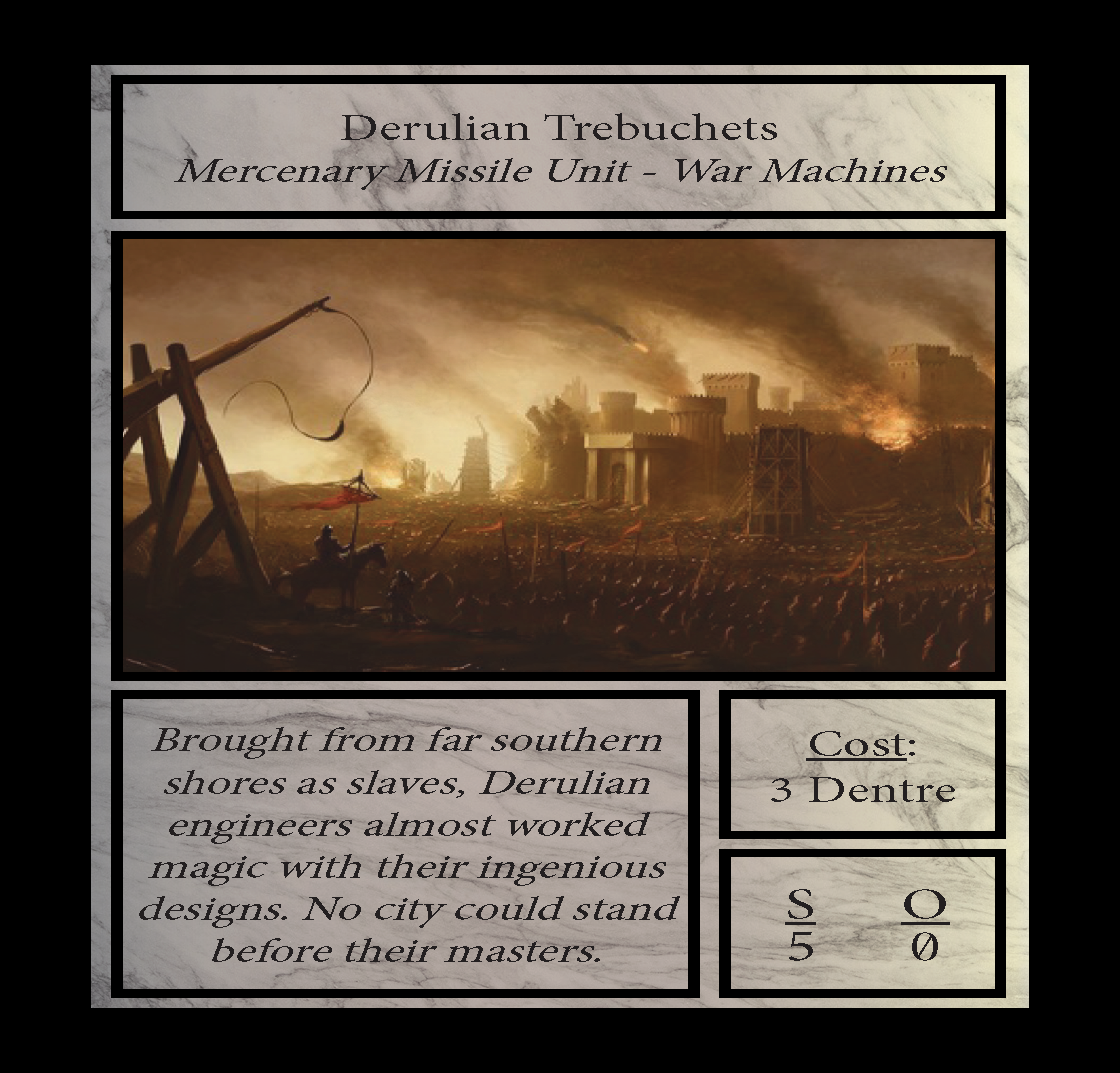 Derulian Trebuchets
Mercenary Missile Unit - War Machines
Brought from far southern
shores as slaves, Derulian
engineers almost worked
magic with their ingenious
designs. No city could stand
before their masters.
Cost:
3 Dentre
S O
5 0